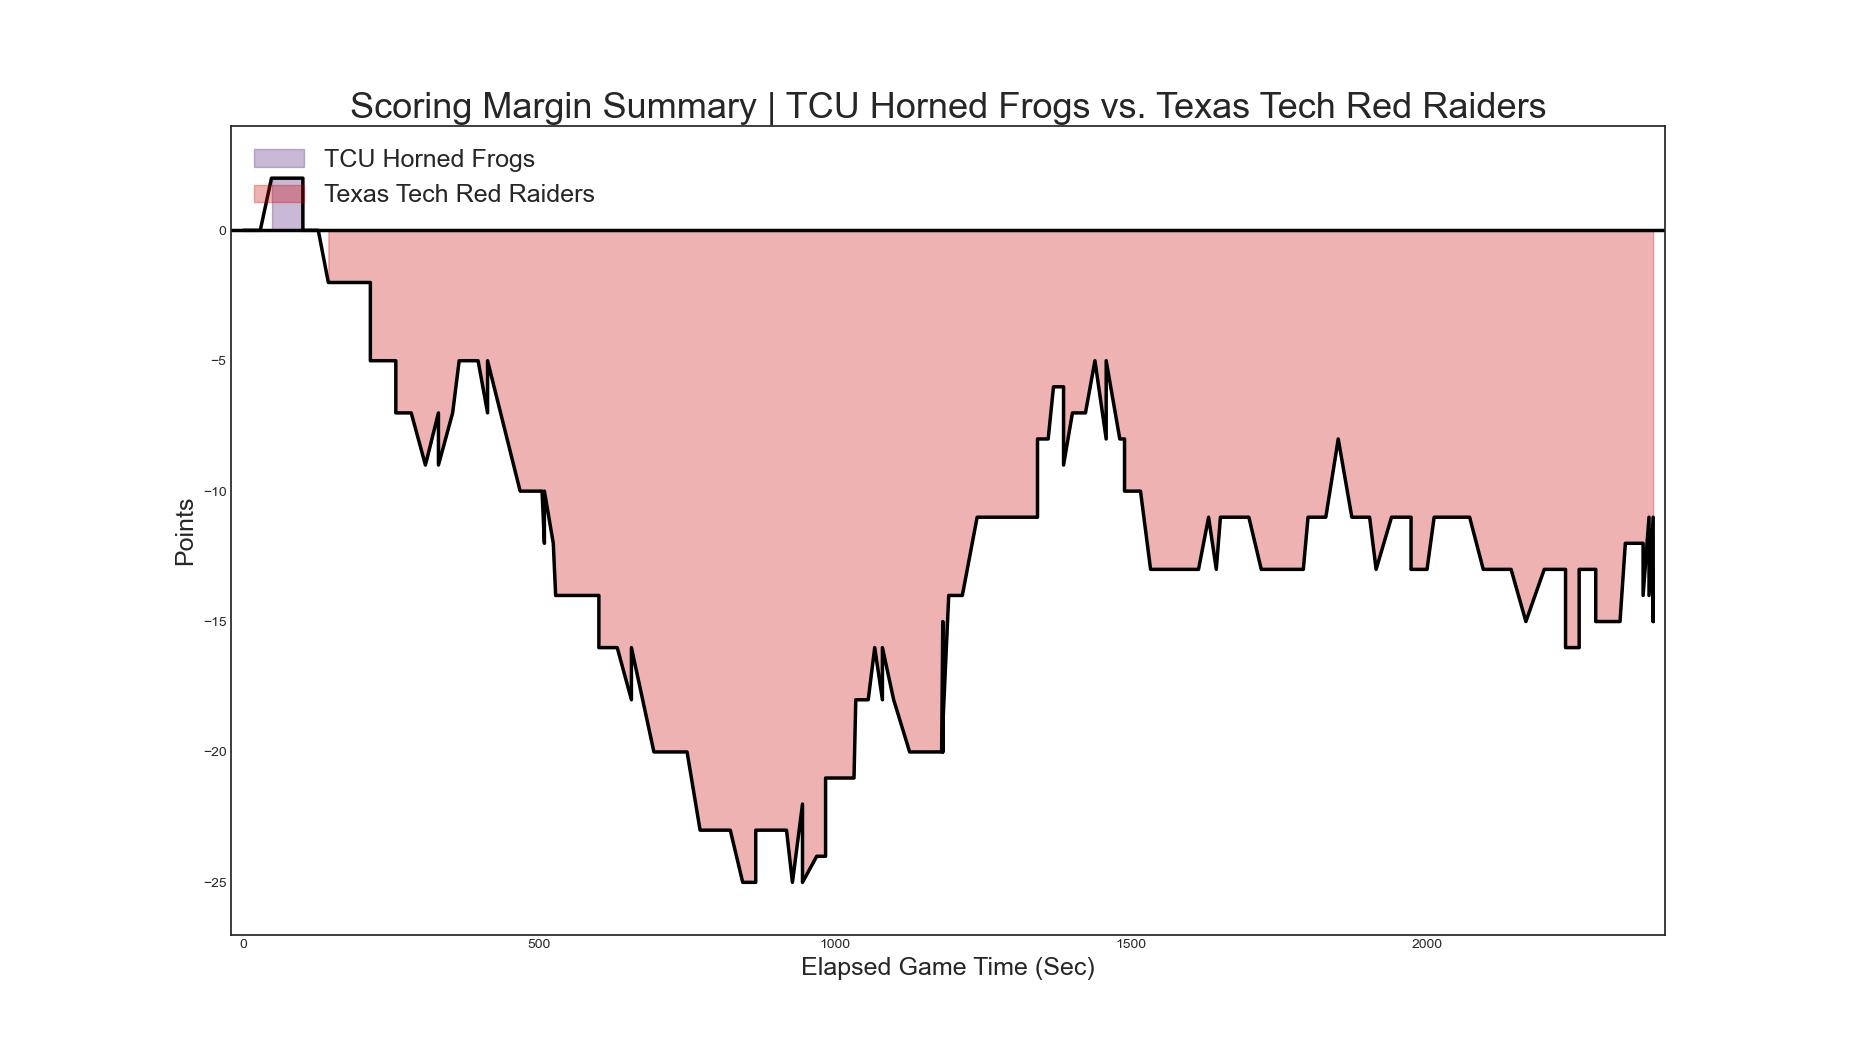 Scoring Margin Summary | TCU Horned Frogs vs. Texas Tech Red Raiders
TCU Horned Frogs
Texas Tech Red Raiders
0
−5
−10
−15
−20
−25
Points
0 500 1000 1500 2000
Elapsed Game Time (Sec)